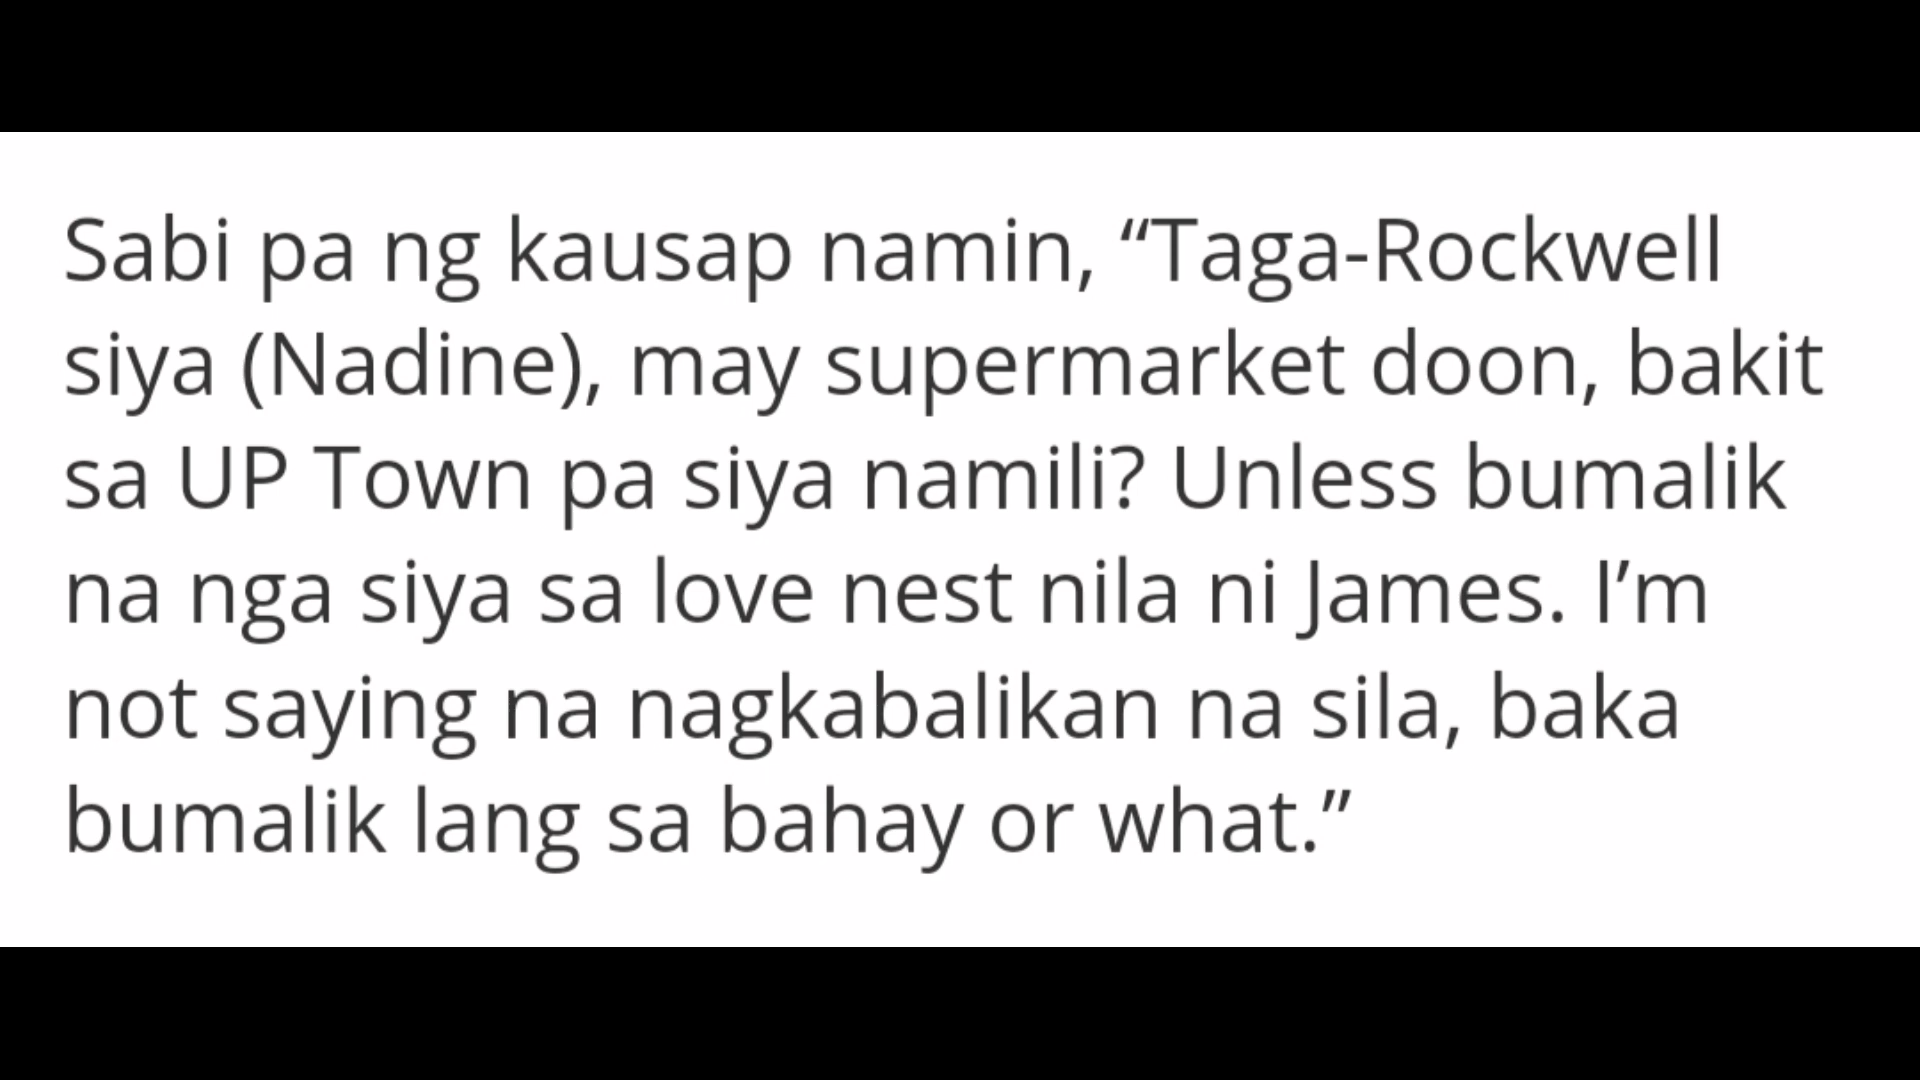 Sabi pa ng kausap namin, “Taga-Rockwell
siya (Nadine), may supermarket doon, bakit
sa UP Town pa siya namili? Unless bumalik
na nga siya sa love nest nila ni James. I’m
not saying na nagkabalikan na sila, baka
bumalik lang sa bahay or what.”